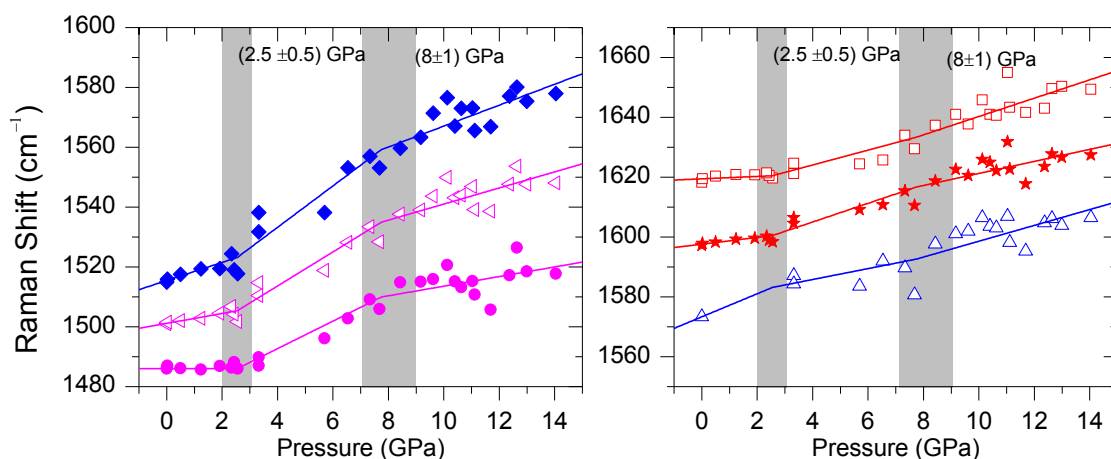 1600
1580
1560
1540
1520
1500
1480
Raman Shift (cm⁻¹)
(2.5 ±0.5) GPa
(8±1) GPa
0 2 4 6 8 10 12 14
Pressure (GPa)
1660
1640
1620
1600
1580
1560
(2.5 ±0.5) GPa
(8±1) GPa
0 2 4 6 8 10 12 14
Pressure (GPa)